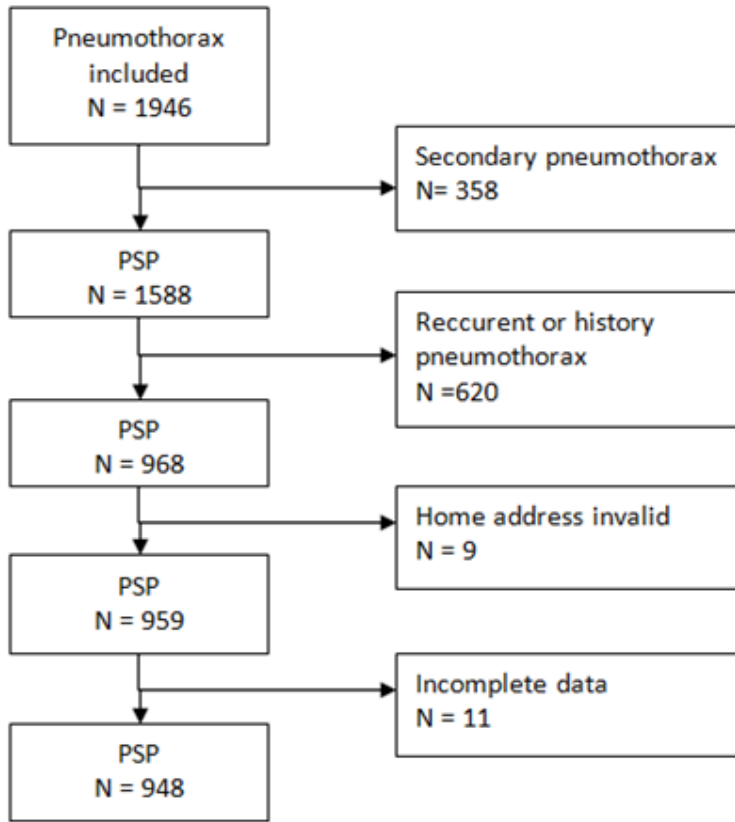 Pneumothorax
included
N = 1946
Secondary pneumothorax
N= 358
PSP
N = 1588
Reccurent or history
pneumothorax
N =620
PSP
N = 968
Home address invalid
N = 9
PSP
N = 959
Incomplete data
N = 11
PSP
N = 948